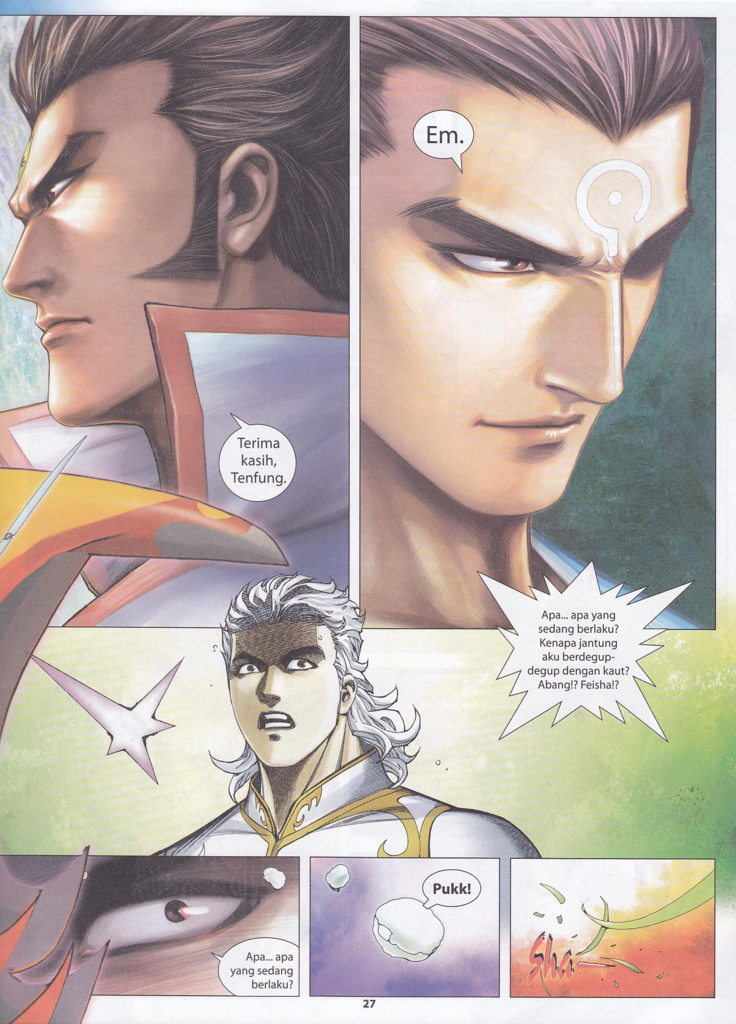 Terima
kasih,
Tenfung.
Em.
Apa... apa yang
sedang berlaku?
Kenapa jantung
aku berdegup-
degup dengan kaut?
Abang!? Feisha!?
Apa... apa
yang sedang
berlaku?
Pukk!
Sha
27